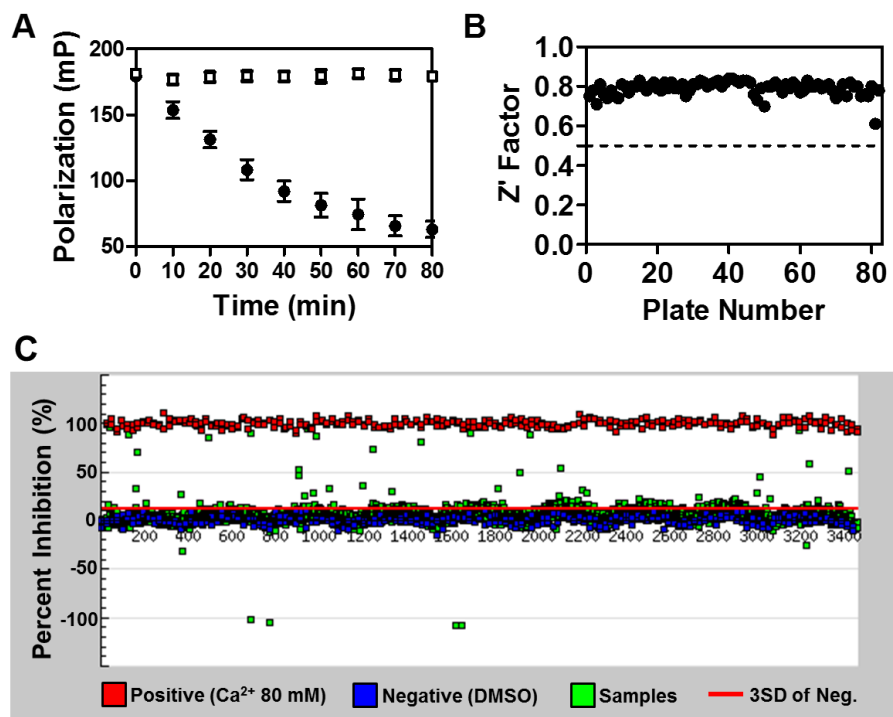 A
Polarization (mP)
200
150
100
50
0 10 20 30 40 50 60 70 80
Time (min)
B
Z' Factor
1.0
0.8
0.6
0.4
0.2
0.0
0 20 40 60 80
Plate Number
C
Percent Inhibition (%)
100
50
0
-50
-100
200 400 600 800 1000 1200 1400 1600 1800 2000 2200 2400 2600 2800 3000 3200 3400
Positive (Ca²⁺ 80 mM) Negative (DMSO) Samples 3SD of Neg.